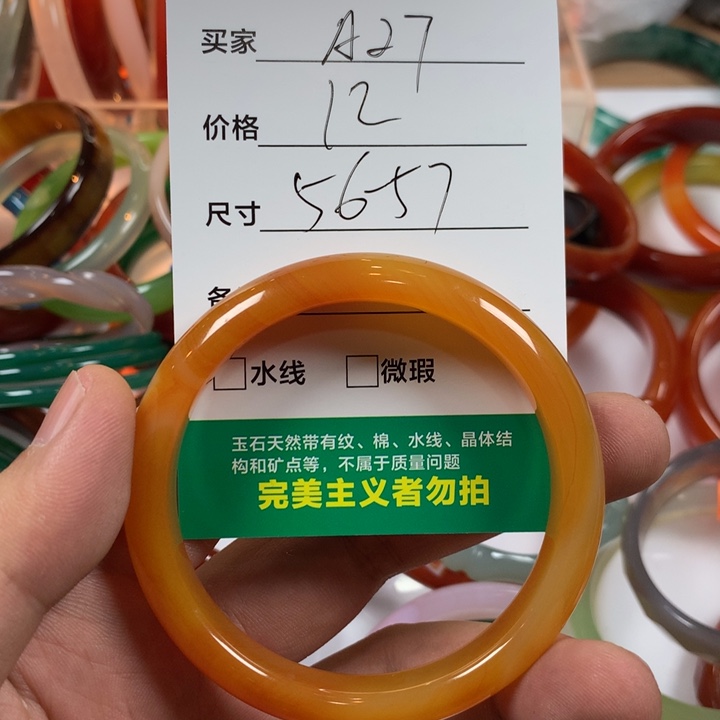 买家 A27
价格 12
尺寸 5657
□水线 □微瑕
玉石天然带有纹、棉、水线、晶体结
构和矿点等，不属于质量问题
完美主义者勿拍